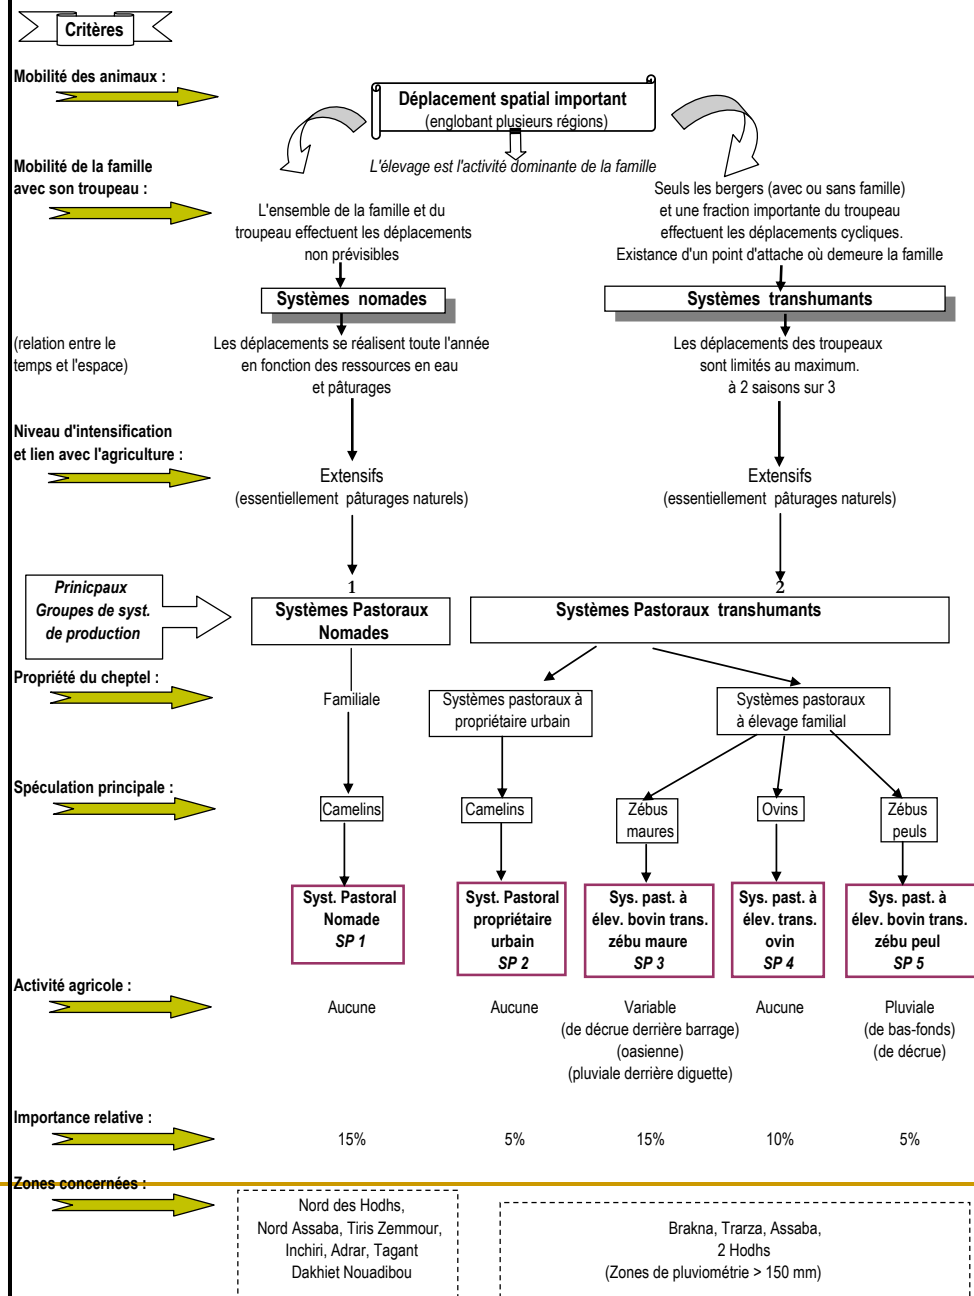 Critères
Mobilité des animaux :
Déplacement spatial important
(englobant plusieurs régions)
L'élevage est l'activité dominante de la famille
Mobilité de la famille
avec son troupeau :
L'ensemble de la famille et du
troupeau effectuent les déplacements
non prévisibles
Seuls les bergers (avec ou sans famille)
et une fraction importante du troupeau
effectuent les déplacements cycliques.
Existance d'un point d'attache où demeure la famille
Systèmes nomades
Systèmes transhumants
(relation entre le
temps et l'espace)
Les déplacements se réalisent toute l'année
en fonction des ressources en eau
et pâturages
Les déplacements des troupeaux
sont limités au maximum.
à 2 saisons sur 3
Niveau d'intensification
et lien avec l'agriculture :
Extensifs
(essentiellement pâturages naturels)
Extensifs
(essentiellement pâturages naturels)
Prinicpaux
Groupes de syst.
de production
1
Systèmes Pastoraux
Nomades
2
Systèmes Pastoraux transhumants
Propriété du cheptel :
Familiale
Systèmes pastoraux à
propriétaire urbain
Systèmes pastoraux
à élevage familial
Spéculation principale :
Camelins
Camelins
Zébus
maures
Ovins
Zébus
peuls
Syst. Pastoral
Nomade
SP 1
Syst. Pastoral
propriétaire
urbain
SP 2
Sys. past. à
élev. bovin trans.
zébu maure
SP 3
Sys. past. à
élev. trans.
ovin
SP 4
Sys. past. à
élev. bovin trans.
zébu peul
SP 5
Activité agricole :
Aucune
Aucune
Variable
(de décrue derrière barrage)
(oasienne)
(pluviale derrière diguette)
Aucune
Pluviale
(de bas-fonds)
(de décrue)
Importance relative :
15%
5%
15%
10%
5%
Zones concernées :
Nord des Hodhs,
Nord Assaba, Tiris Zemmour,
Inchiri, Adrar, Tagant
Dakhiet Nouadibou
Brakna, Trarza, Assaba,
2 Hodhs
(Zones de pluviométrie > 150 mm)